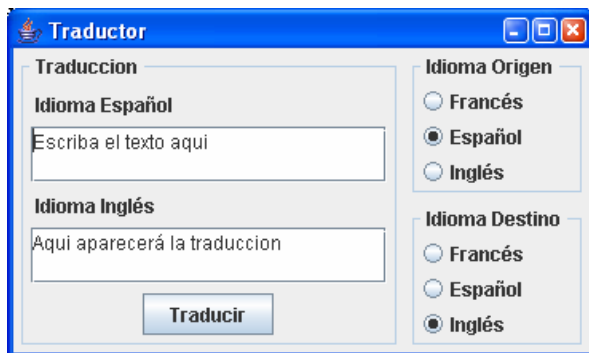 Traductor
Traduccion
Idioma Español
Escriba el texto aqui
Idioma Inglés
Aqui aparecerá la traduccion
Traducir
Idioma Origen
Francés
Español
Inglés
Idioma Destino
Francés
Español
Inglés